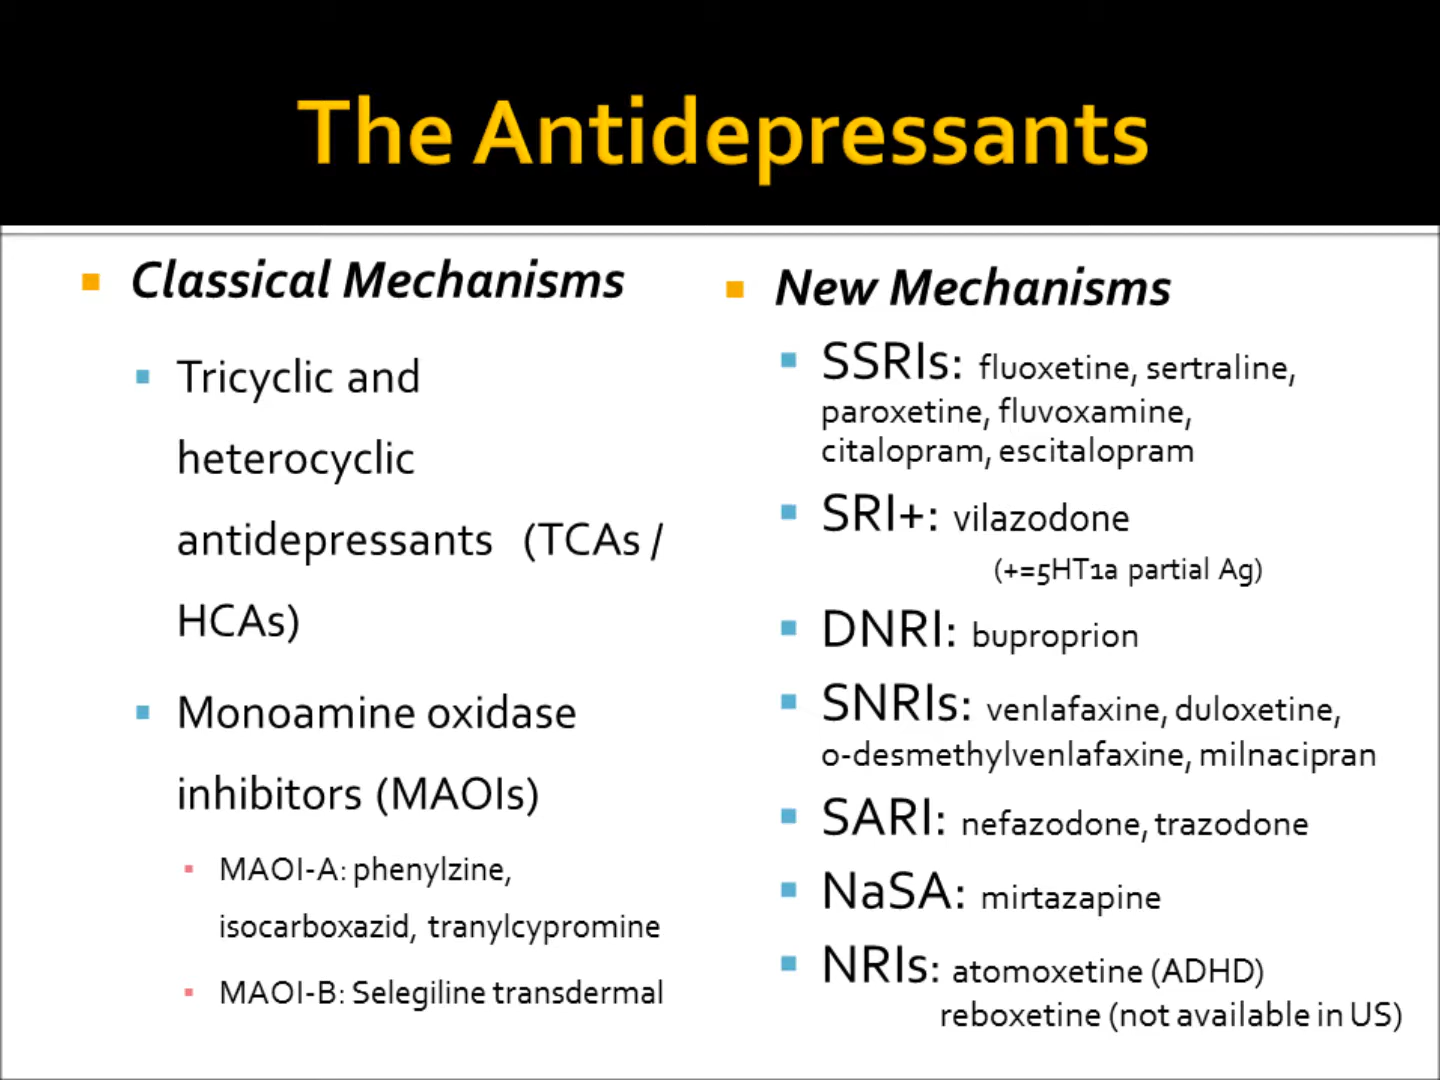 The Antidepressants
Classical Mechanisms
Tricyclic and
heterocyclic
antidepressants (TCAs /
HCAs)
Monoamine oxidase
inhibitors (MAOIs)
MAOI-A: phenylzine,
isocarboxazid, tranylcypromine
MAOI-B: Selegiline transdermal
New Mechanisms
SSRIs: fluoxetine, sertraline,
paroxetine, fluvoxamine,
citalopram, escitalopram
SRI+: vilazodone
(+=5HT1a partial Ag)
DNRI: buproprion
SNRIs: venlafaxine, duloxetine,
o-desmethylvenlafaxine, milnacipran
SARI: nefazodone, trazodone
NaSA: mirtazapine
NRIs: atomoxetine (ADHD)
reboxetine (not available in US)